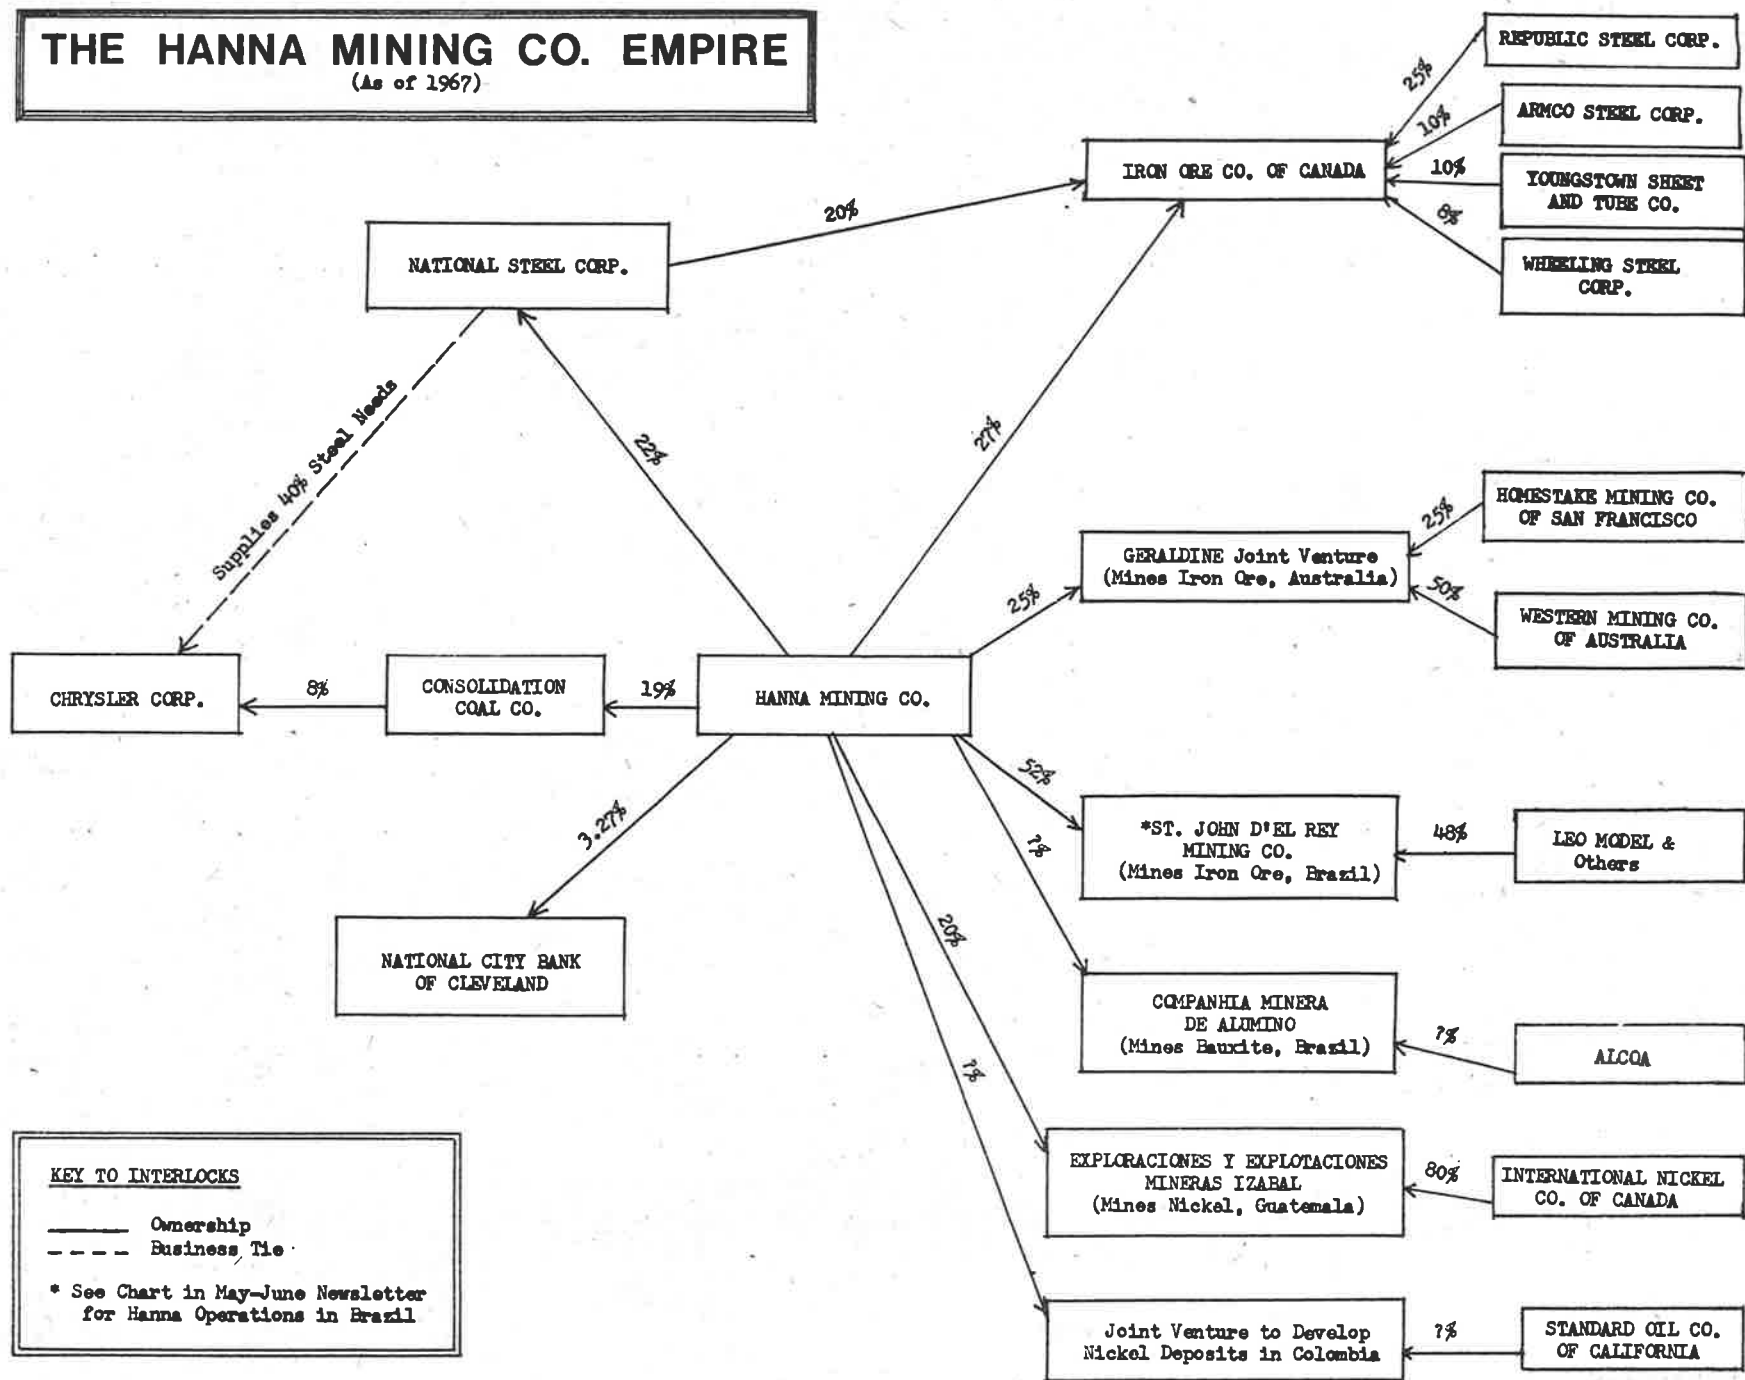 THE HANNA MINING CO. EMPIRE
(As of 1967)
REPUBLIC STEEL CORP.
25%
ARMCO STEEL CORP.
10%
IRON ORE CO. OF CANADA
10%
YOUNGSTOWN SHEET
AND TUBE CO.
8%
WHEELING STEEL
CORP.
20%
NATIONAL STEEL CORP.
Supplies 40% Steel Needs
22%
27%
HOMESTAKE MINING CO.
OF SAN FRANCISCO
25%
GERALDINE Joint Venture
(Mines Iron Ore, Australia)
25%
50%
WESTERN MINING CO.
OF AUSTRALIA
CHRYSLER CORP.
8%
CONSOLIDATION
COAL CO.
19%
HANNA MINING CO.
52%
3.27%
*ST. JOHN D'EL REY
MINING CO.
(Mines Iron Ore, Brazil)
48%
LEO MODEL &
Others
?%
20%
NATIONAL CITY BANK
OF CLEVELAND
COMPANHIA MINERA
DE ALUMINO
(Mines Bauxite, Brazil)
?%
ALCOA
?%
EXPLORACIONES Y EXPLOTACIONES
MINERAS IZABAL
(Mines Nickel, Guatemala)
80%
INTERNATIONAL NICKEL
CO. OF CANADA
KEY TO INTERLOCKS
Ownership
Business Tie
* See Chart in May-June Newsletter
for Hanna Operations in Brazil
Joint Venture to Develop
Nickel Deposits in Colombia
?%
STANDARD OIL CO.
OF CALIFORNIA